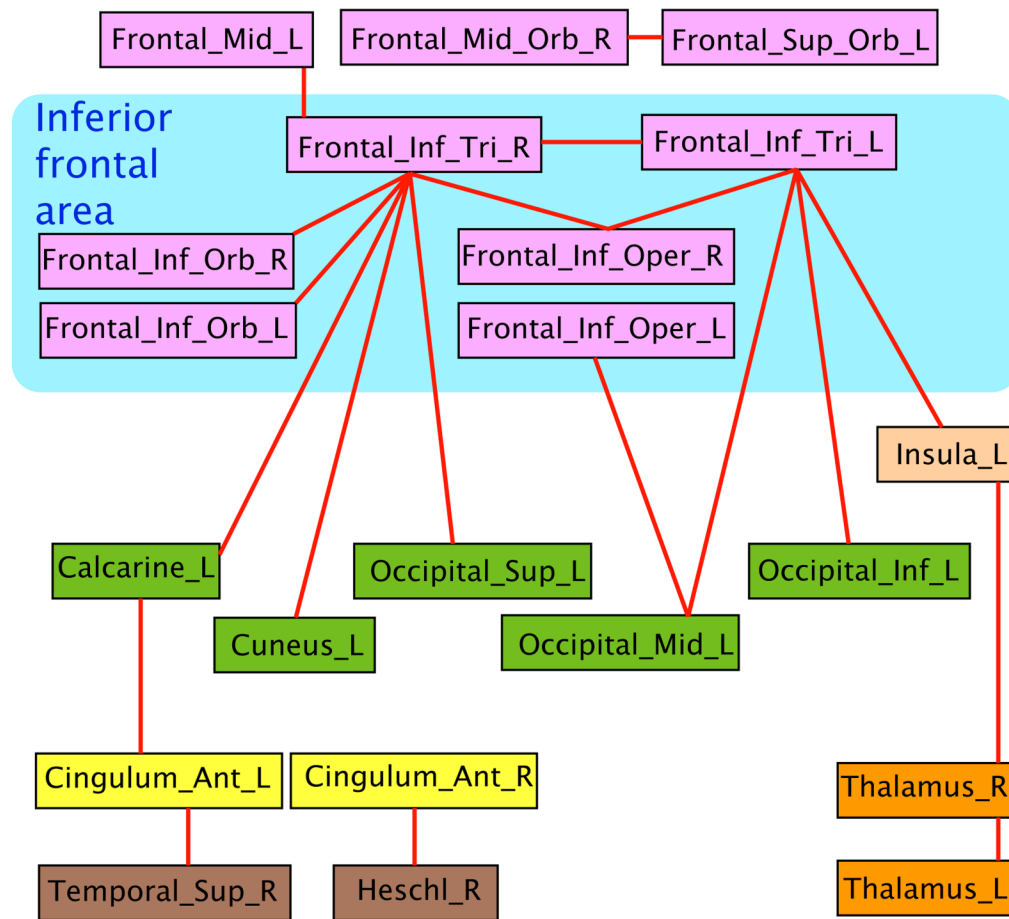 Frontal_Mid_L
Frontal_Mid_Orb_R
Frontal_Sup_Orb_L
Inferior
frontal
area
Frontal_Inf_Tri_R
Frontal_Inf_Tri_L
Frontal_Inf_Orb_R
Frontal_Inf_Oper_R
Frontal_Inf_Orb_L
Frontal_Inf_Oper_L
Insula_L
Calcarine_L
Occipital_Sup_L
Occipital_Inf_L
Cuneus_L
Occipital_Mid_L
Cingulum_Ant_L
Cingulum_Ant_R
Thalamus_R
Temporal_Sup_R
Heschl_R
Thalamus_L